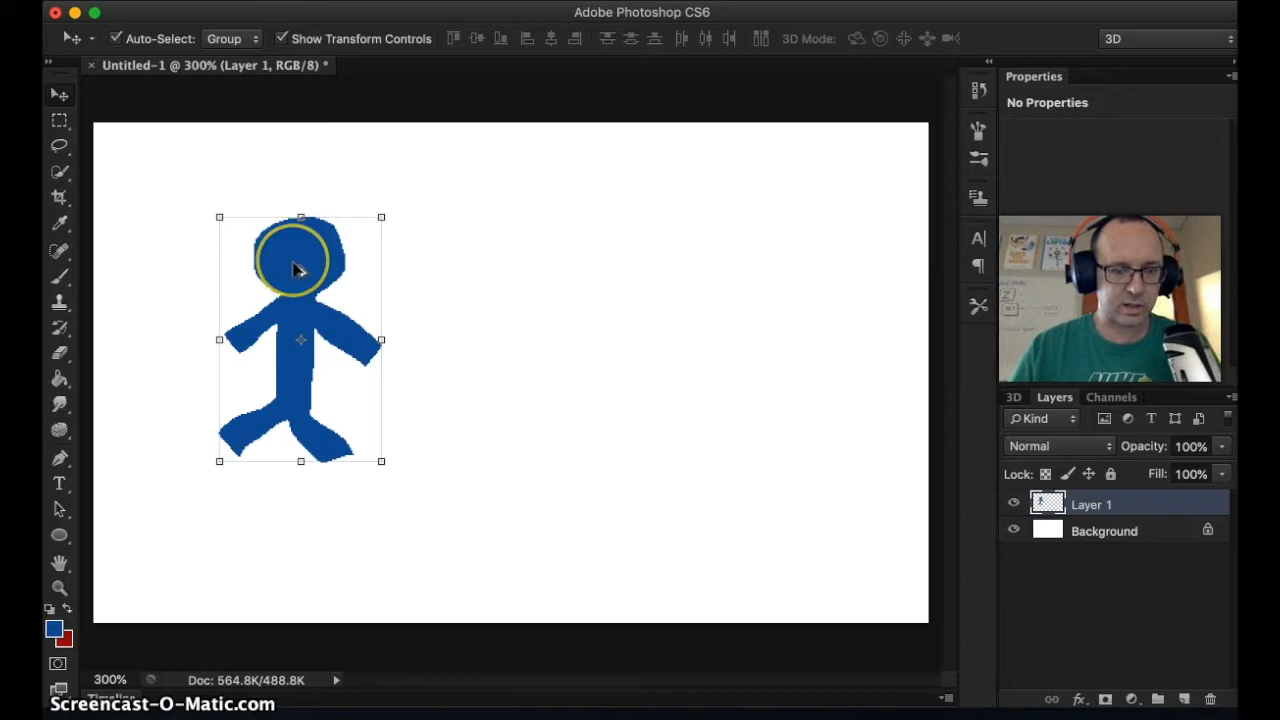 Adobe Photoshop CS6
Auto-Select: Group Show Transform Controls 3D Mode: 3D
× Untitled-1 @ 300% (Layer 1, RGB/8) *
Properties
No Properties
3D Layers Channels
Kind
Normal Opacity: 100%
Lock: Fill: 100%
Layer 1
Background
300% Doc: 564.8K/488.8K
Timeline
Screencast-O-Matic.com